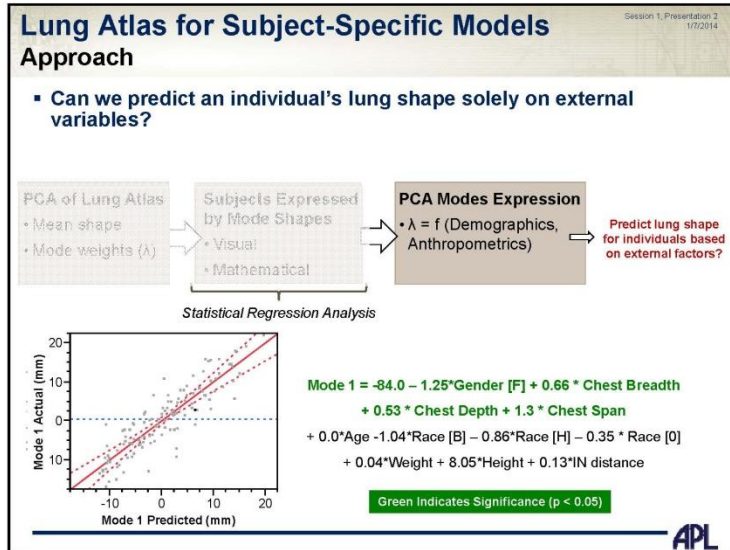 Lung Atlas for Subject-Specific Models
Session 1, Presentation 2
1/7/2014
Approach
▪ Can we predict an individual's lung shape solely on external
variables?
PCA of Lung Atlas
• Mean shape
• Mode weights (λ)
Subjects Expressed
by Mode Shapes
• Visual
• Mathematical
PCA Modes Expression
• λ = f (Demographics,
Anthropometrics)
Predict lung shape
for individuals based
on external factors?
Statistical Regression Analysis
Mode 1 Actual (mm)
20
10
0
10
-10
0
10
20
Mode 1 Predicted (mm)
Mode 1 = -84.0 – 1.25*Gender [F] + 0.66 * Chest Breadth
+ 0.53 * Chest Depth + 1.3 * Chest Span
+ 0.0*Age -1.04*Race [B] – 0.86*Race [H] – 0.35 * Race [0]
+ 0.04*Weight + 8.05*Height + 0.13*IN distance
Green Indicates Significance (p < 0.05)
APL